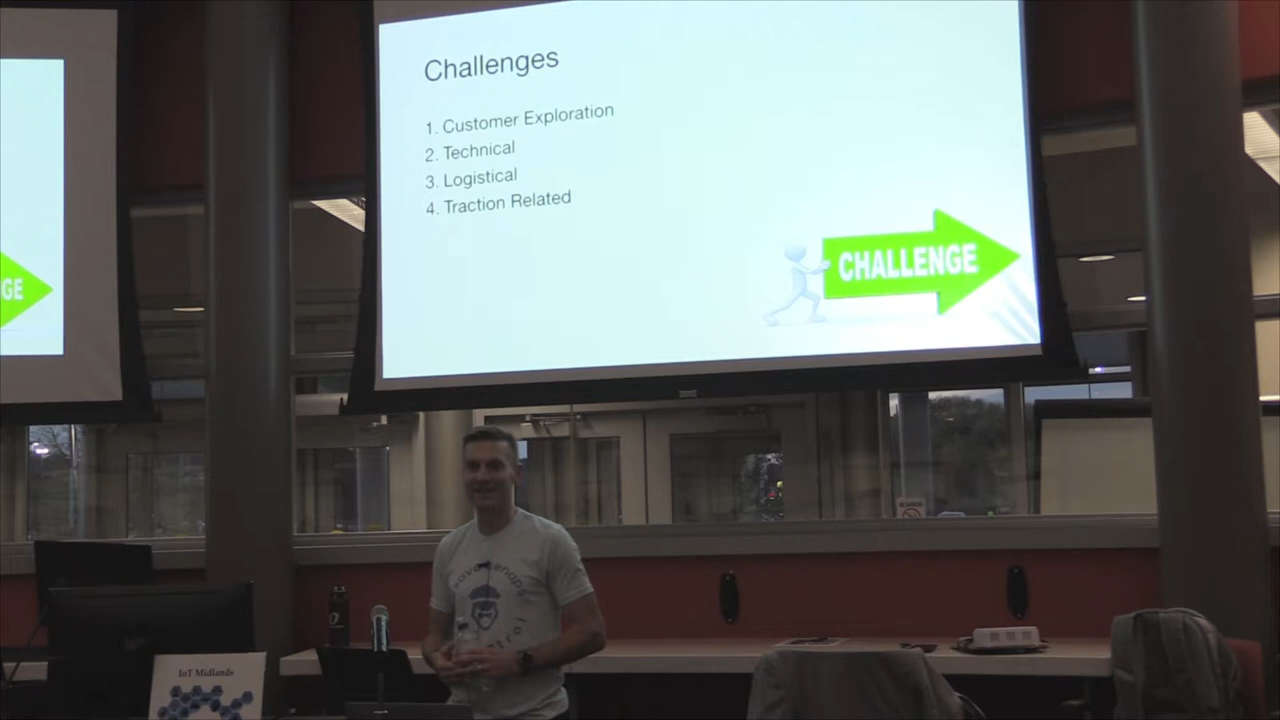 Challenges
1. Customer Exploration
2. Technical
3. Logistical
4. Traction Related
CHALLENGE
GE
IoT Midlands